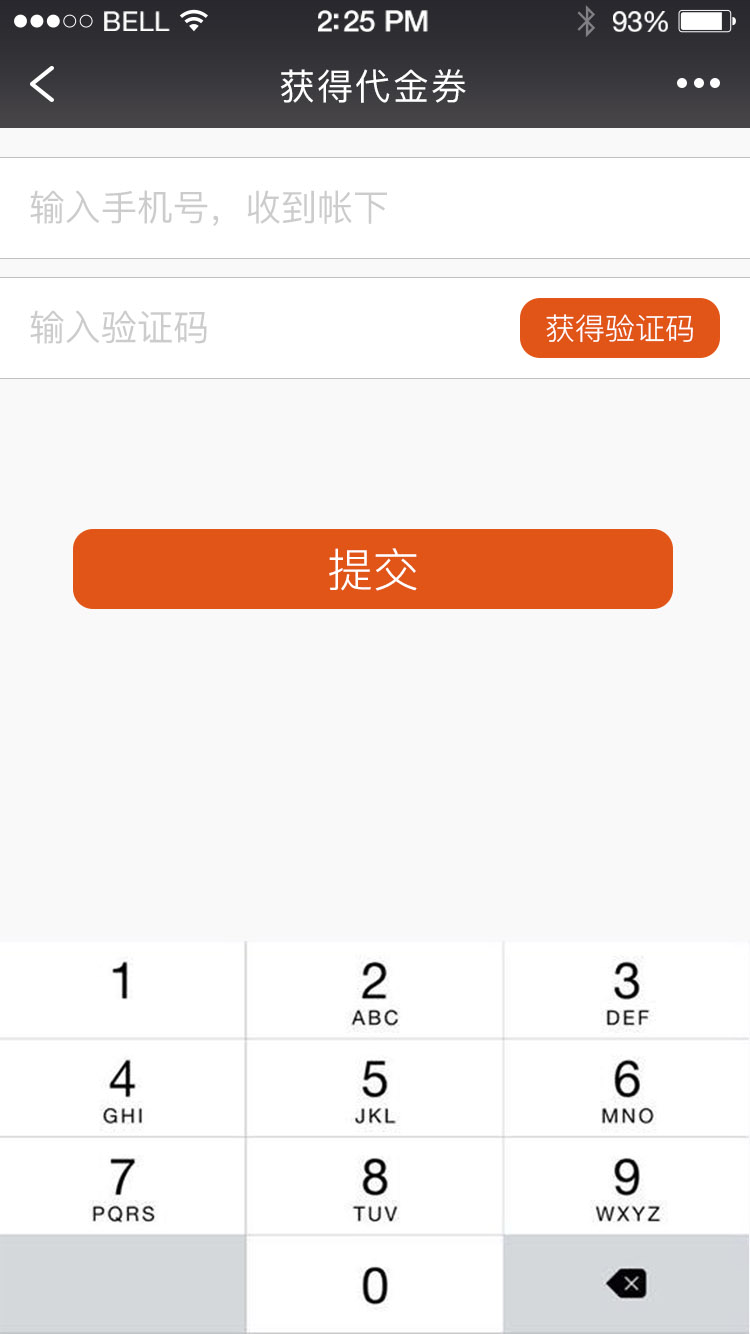 BELL 2:25 PM 93%
获得代金券
输入手机号，收到帐下
输入验证码 获得验证码
提交
1 2 3
ABC DEF
4 5 6
GHI JKL MNO
7 8 9
PQRS TUV WXYZ
0